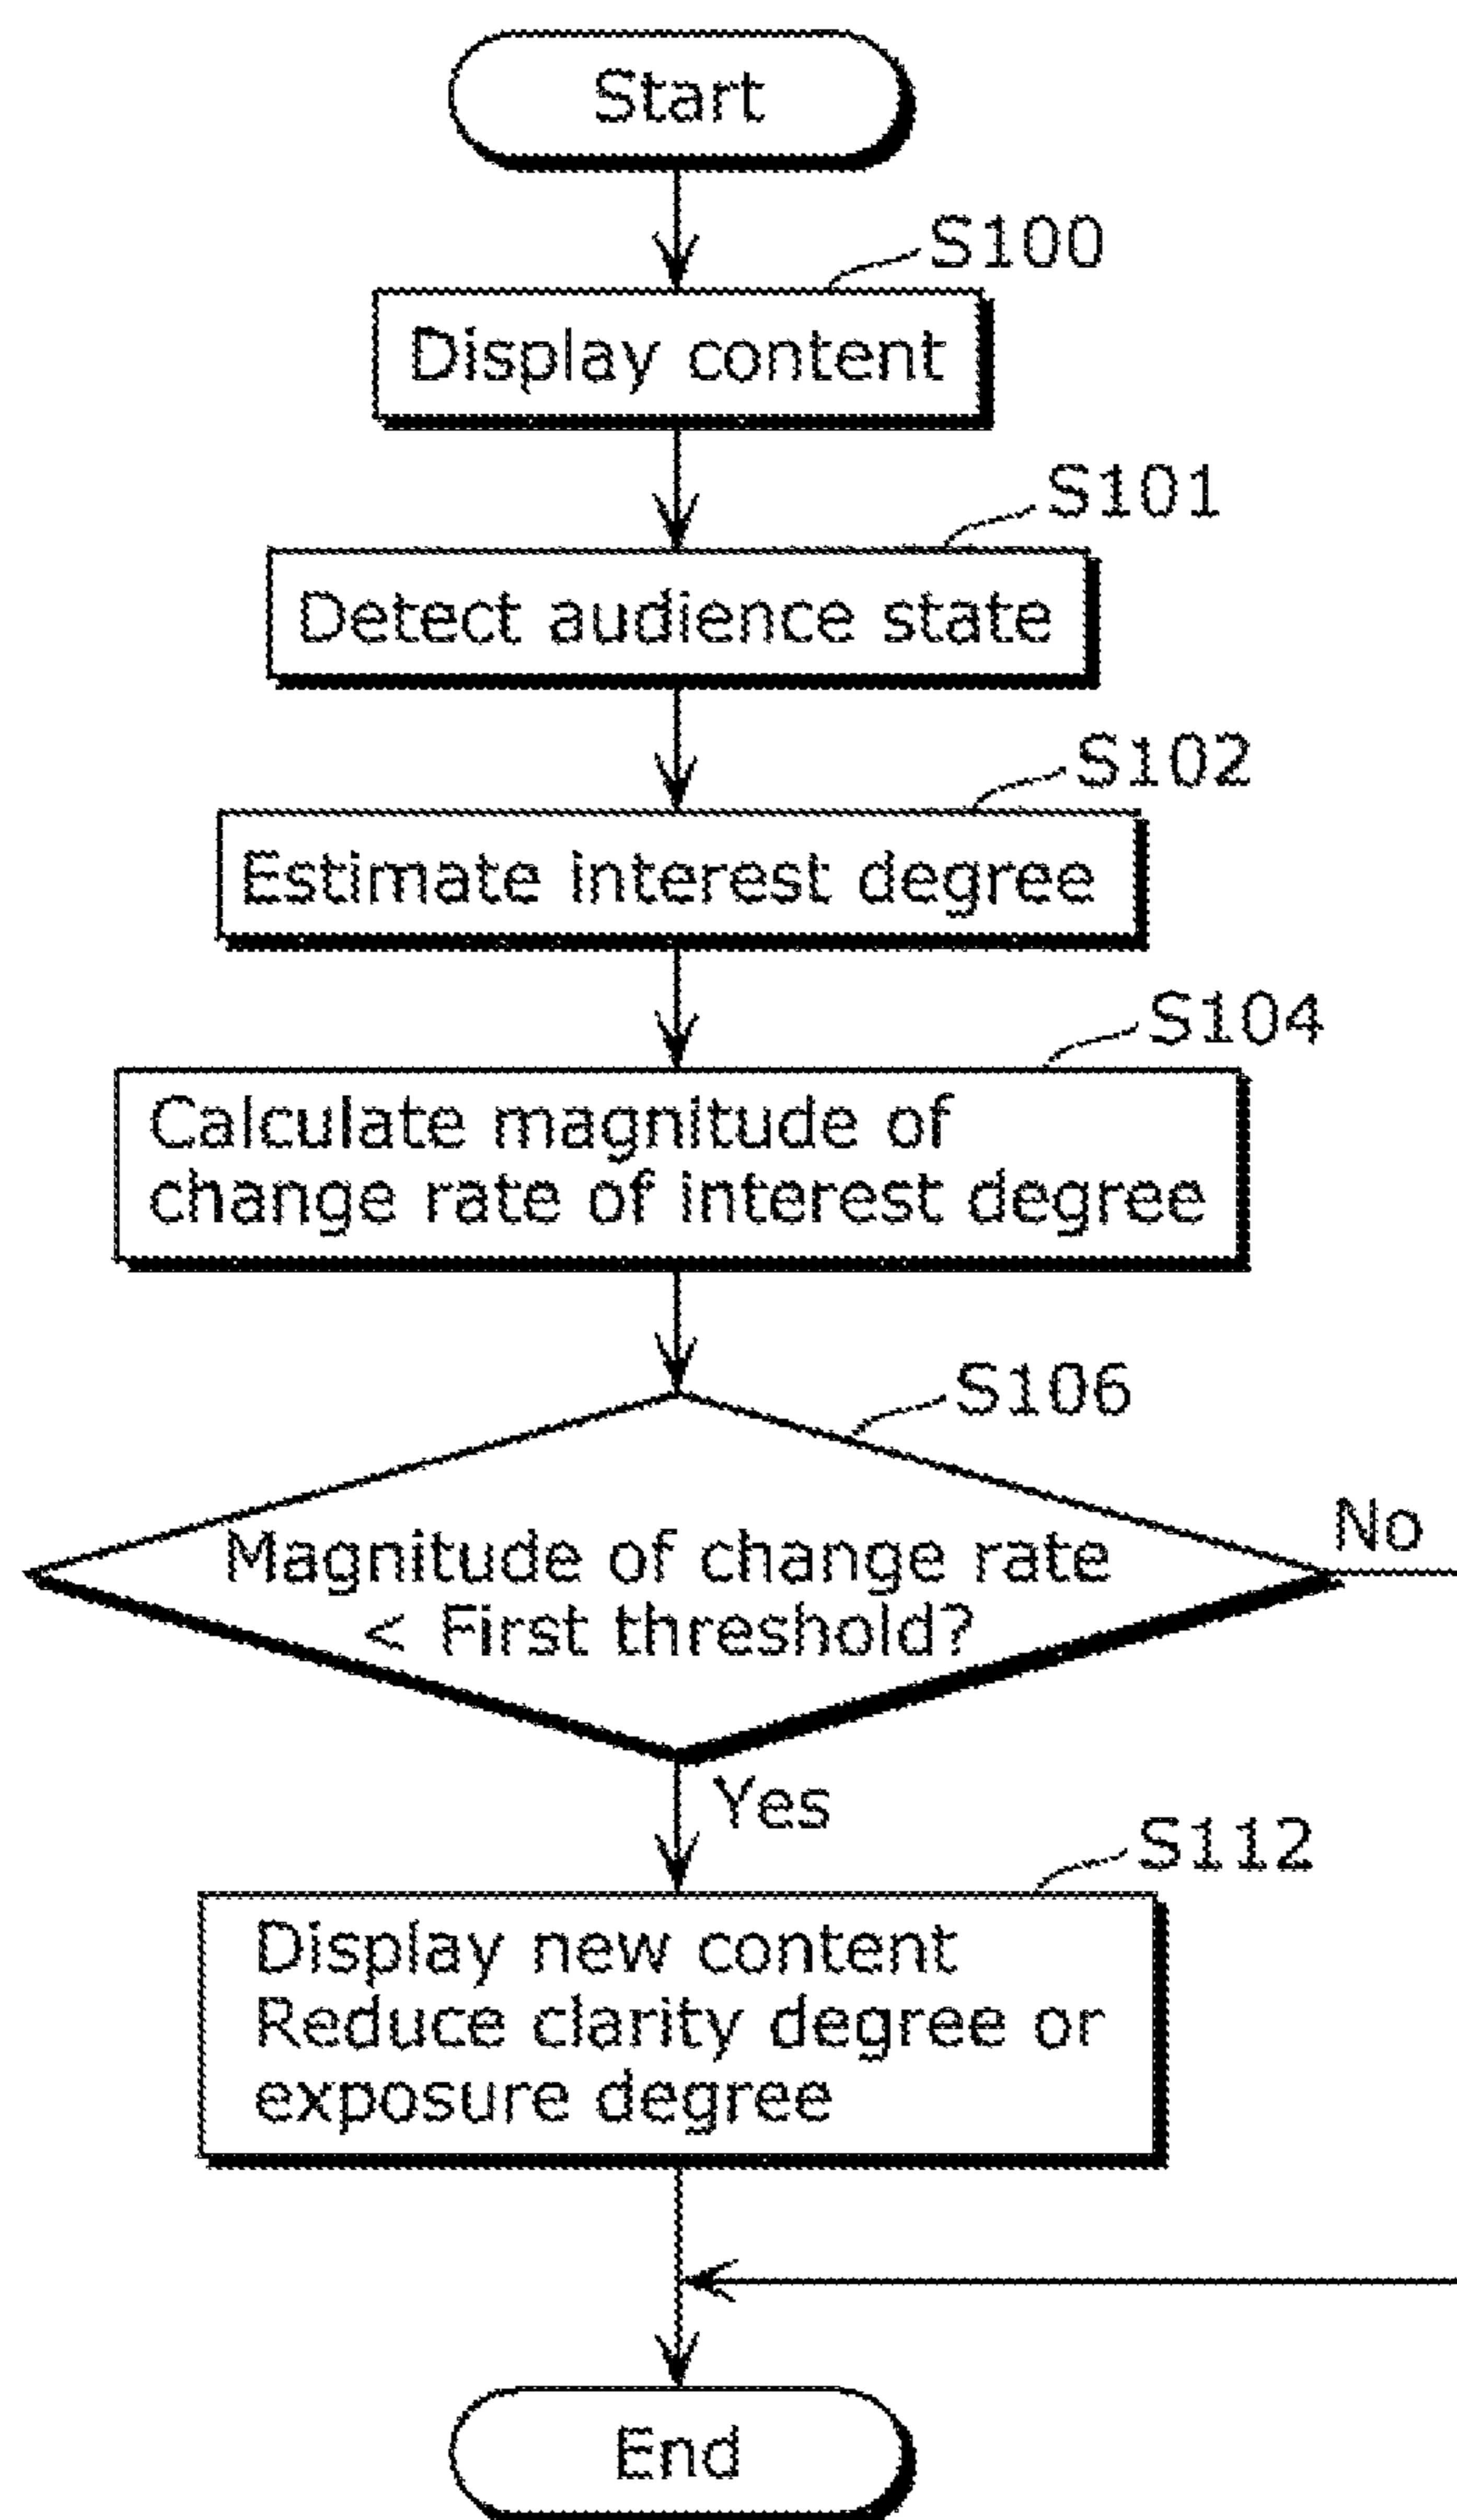 Start
S100
Display content
S101
Detect audience state
S102
Estimate interest degree
S104
Calculate magnitude of
change rate of interest degree
S106
Magnitude of change rate
< First threshold?
No
Yes
S112
Display new content
Reduce clarity degree or
exposure degree
End